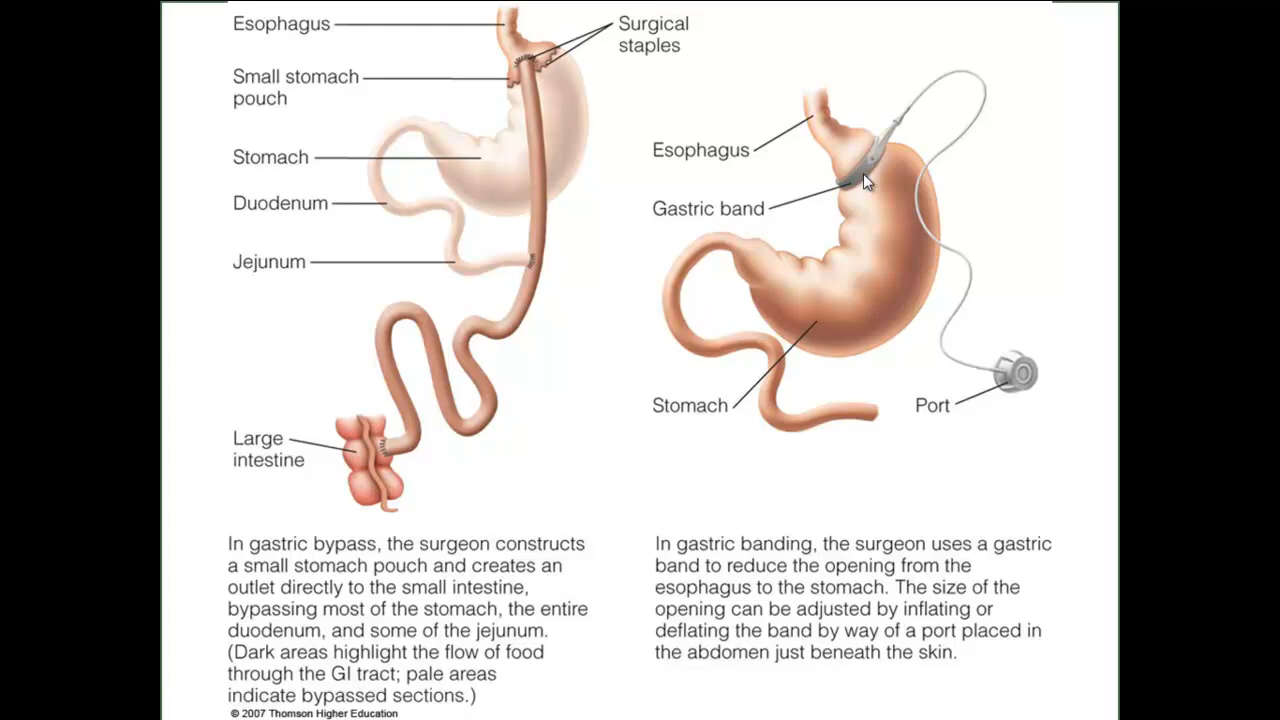 Esophagus
Surgical
staples
Small stomach
pouch
Stomach
Duodenum
Jejunum
Large
intestine
In gastric bypass, the surgeon constructs
a small stomach pouch and creates an
outlet directly to the small intestine,
bypassing most of the stomach, the entire
duodenum, and some of the jejunum.
(Dark areas highlight the flow of food
through the GI tract; pale areas
indicate bypassed sections.)
© 2007 Thomson Higher Education
Esophagus
Gastric band
Stomach
Port
In gastric banding, the surgeon uses a gastric
band to reduce the opening from the
esophagus to the stomach. The size of the
opening can be adjusted by inflating or
deflating the band by way of a port placed in
the abdomen just beneath the skin.